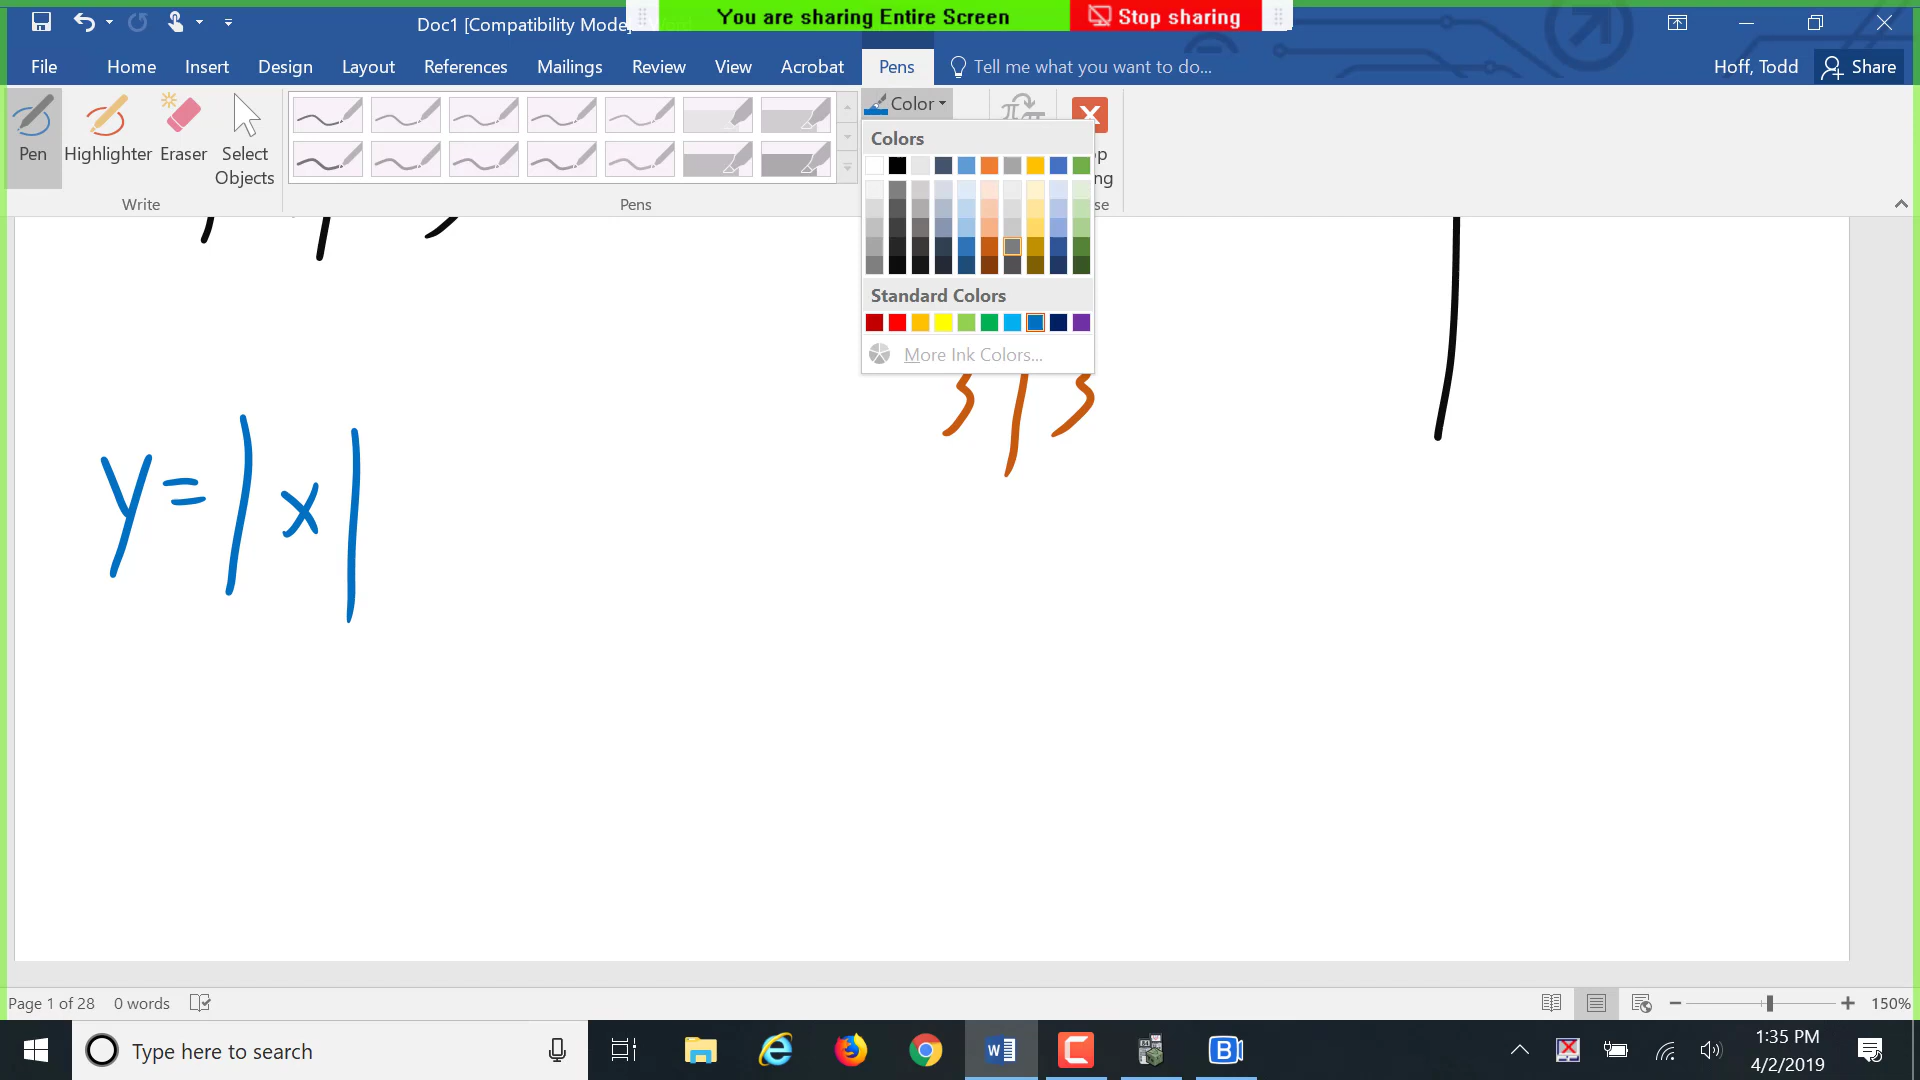 You are sharing Entire Screen Stop sharing
Doc1 [Compatibility Mode]
File Home Insert Design Layout References Mailings Review View Acrobat Pens Tell me what you want to do... Hoff, Todd Share
Color
Colors
Pen Highlighter Eraser Select Objects
Write Pens
Standard Colors
More Ink Colors...
y=|x|
Page 1 of 28 0 words 150%
Type here to search
1:35 PM
4/2/2019